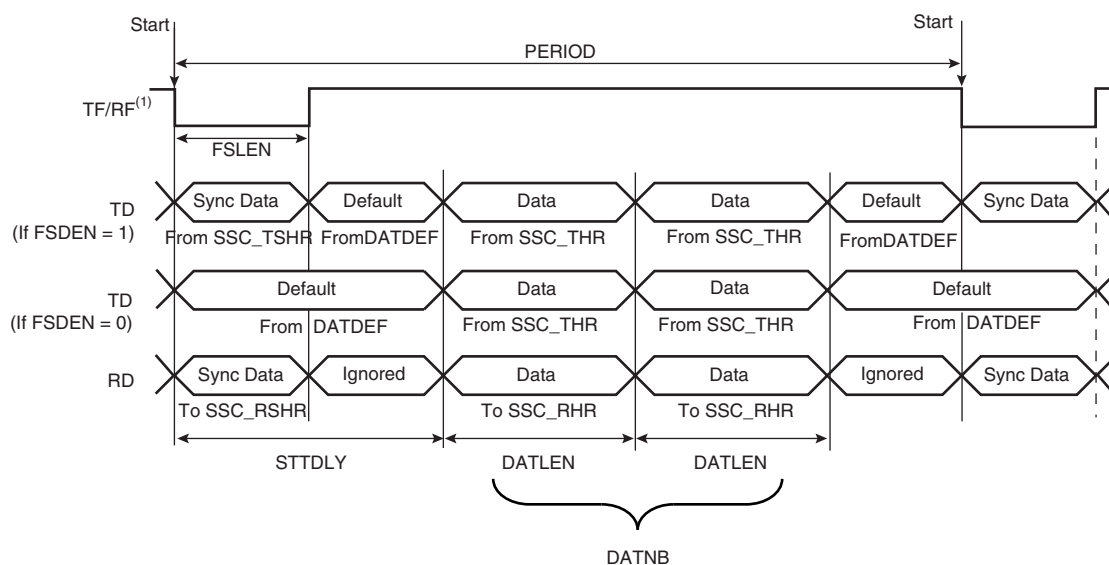 Start Start
PERIOD
TF/RF(1)
FSLEN
TD
(If FSDEN = 1)
Sync Data Default Data Data Default Sync Data
From SSC_TSHR FromDATDEF From SSC_THR From SSC_THR FromDATDEF
TD
(If FSDEN = 0)
Default Data Data Default
From DATDEF From SSC_THR From SSC_THR From DATDEF
RD
Sync Data Ignored Data Data Ignored Sync Data
To SSC_RSHR To SSC_RHR To SSC_RHR
STTDLY DATLEN DATLEN
DATNB